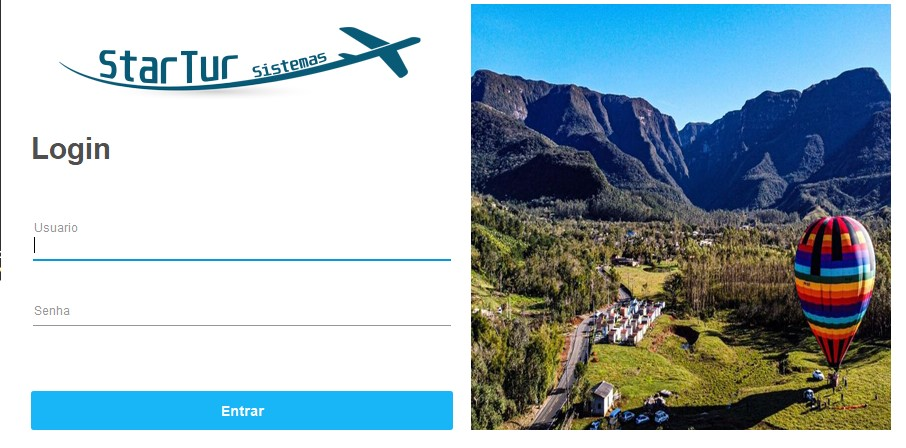 StarTur sistemas
Login
Usuario
Senha
Entrar